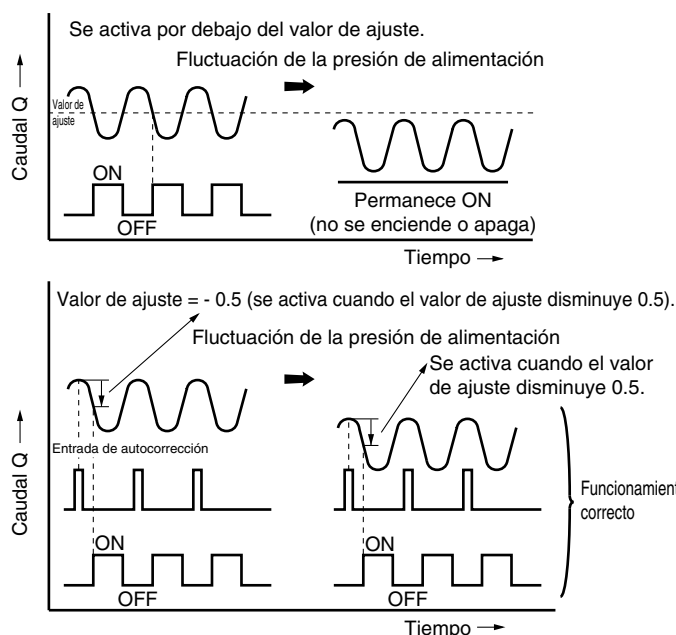 Se activa por debajo del valor de ajuste.
Fluctuación de la presión de alimentación
Caudal Q
Valor de
ajuste
ON
OFF
Permanece ON
(no se enciende o apaga)
Tiempo
Valor de ajuste = - 0.5 (se activa cuando el valor de ajuste disminuye 0.5).
Fluctuación de la presión de alimentación
Se activa cuando el valor
de ajuste disminuye 0.5.
Caudal Q
Entrada de autocorrección
Funcionamient
correcto
ON
OFF
ON
OFF
Tiempo